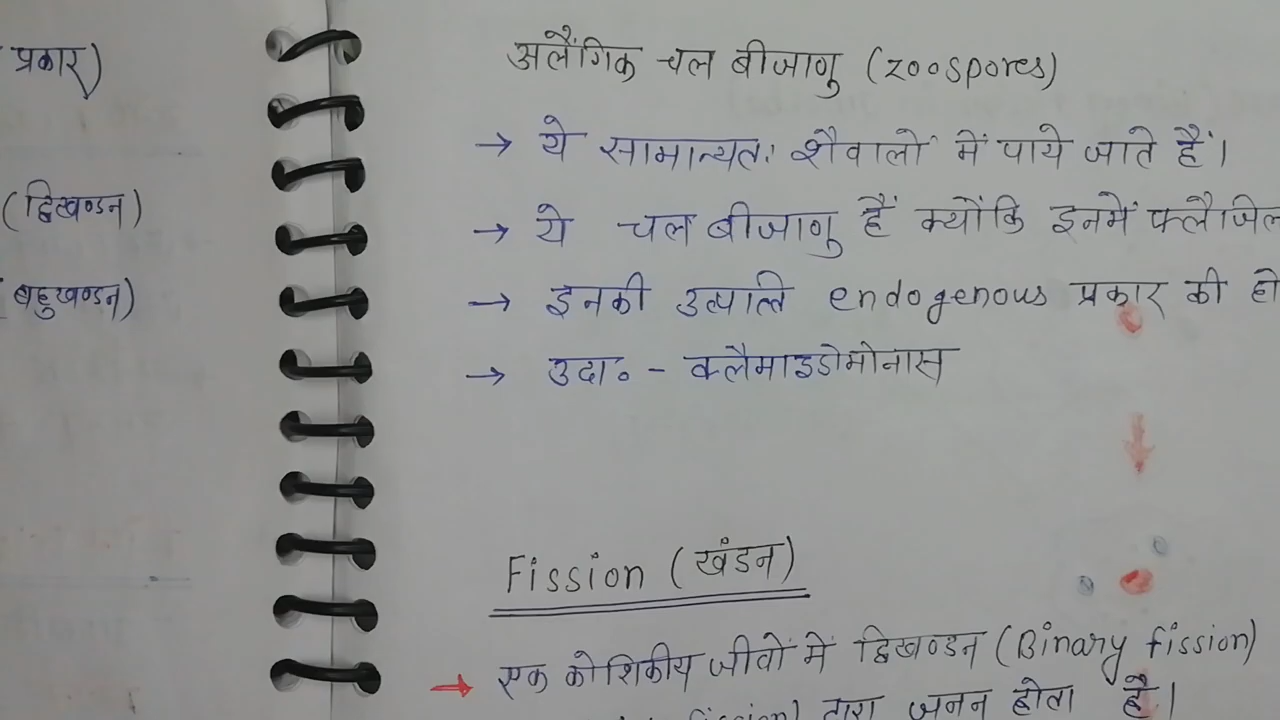 प्रकार)
(द्विखण्डन)
बहुखण्डन)
अलैंगिक चल बीजाणु (zoospores)
→ ये सामान्यतः शैवालों में पाये जाते हैं।
→ ये चल बीजाणु हैं क्योंकि इनमें फ्लैजिल
→ इनकी उत्पत्ति endogenous प्रकार की हो
→ उदा० - क्लैमाइडोमोनास
Fission (खंडन)
→ एक कोशिकीय जीवों में द्विखण्डन (Binary fission)
fission) द्वारा जनन होता है।